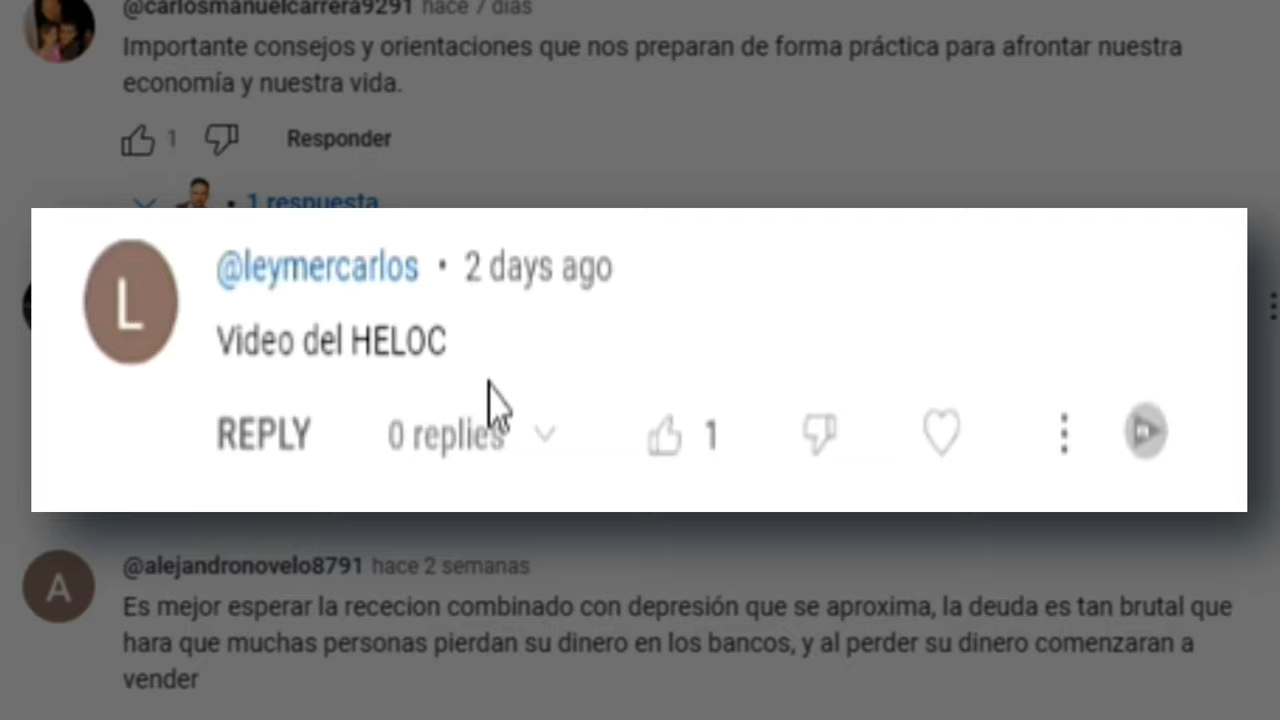 @carlosmanuelcarrera9291 hace 7 días
Importante consejos y orientaciones que nos preparan de forma práctica para afrontar nuestra
economía y nuestra vida.
1 Responder
• 1 respuesta
L @leymercarlos • 2 days ago
Video del HELOC
REPLY 0 replies 1
A @alejandronovelo8791 hace 2 semanas
Es mejor esperar la rececion combinado con depresión que se aproxima, la deuda es tan brutal que
hara que muchas personas pierdan su dinero en los bancos, y al perder su dinero comenzaran a
vender